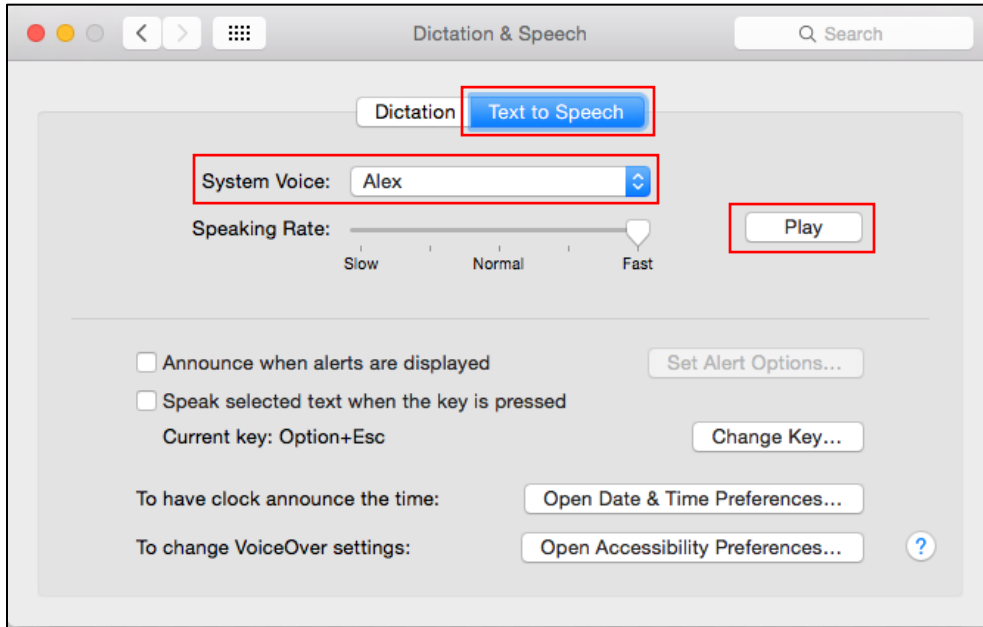 Dictation & Speech
Search
Dictation
Text to Speech
System Voice: Alex
Speaking Rate:
Play
Slow Normal Fast
Announce when alerts are displayed
Set Alert Options...
Speak selected text when the key is pressed
Current key: Option+Esc
Change Key...
To have clock announce the time:
Open Date & Time Preferences...
To change VoiceOver settings:
Open Accessibility Preferences...
?